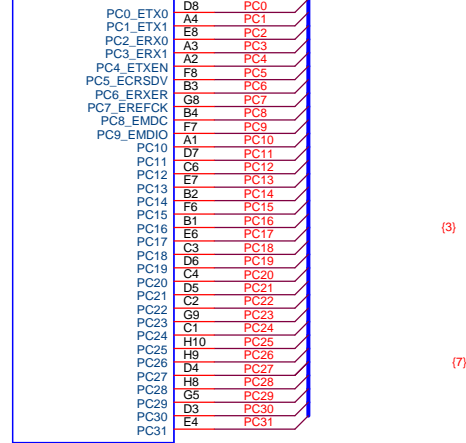 PC0_ETX0 D8 PC0
PC1_ETX1 A4 PC1
PC2_ERX0 E8 PC2
PC3_ERX1 A3 PC3
PC4_ETXEN A2 PC4
PC5_ECRSDV F8 PC5
PC6_ERXER B3 PC6
PC7_EREFCK G8 PC7
PC8_EMDC B4 PC8
PC9_EMDIO F7 PC9
PC10 A1 PC10
PC11 D7 PC11
PC12 C6 PC12
PC13 E7 PC13
PC14 B2 PC14
PC15 F6 PC15
PC16 B1 PC16
PC17 E6 PC17
PC18 C3 PC18
PC19 D6 PC19
PC20 C4 PC20
PC21 D5 PC21
PC22 C2 PC22
PC23 G9 PC23
PC24 C1 PC24
PC25 H10 PC25
PC26 H9 PC26
PC27 D4 PC27
PC28 H8 PC28
PC29 G5 PC29
PC30 D3 PC30
PC31 E4 PC31
{3}
{7}